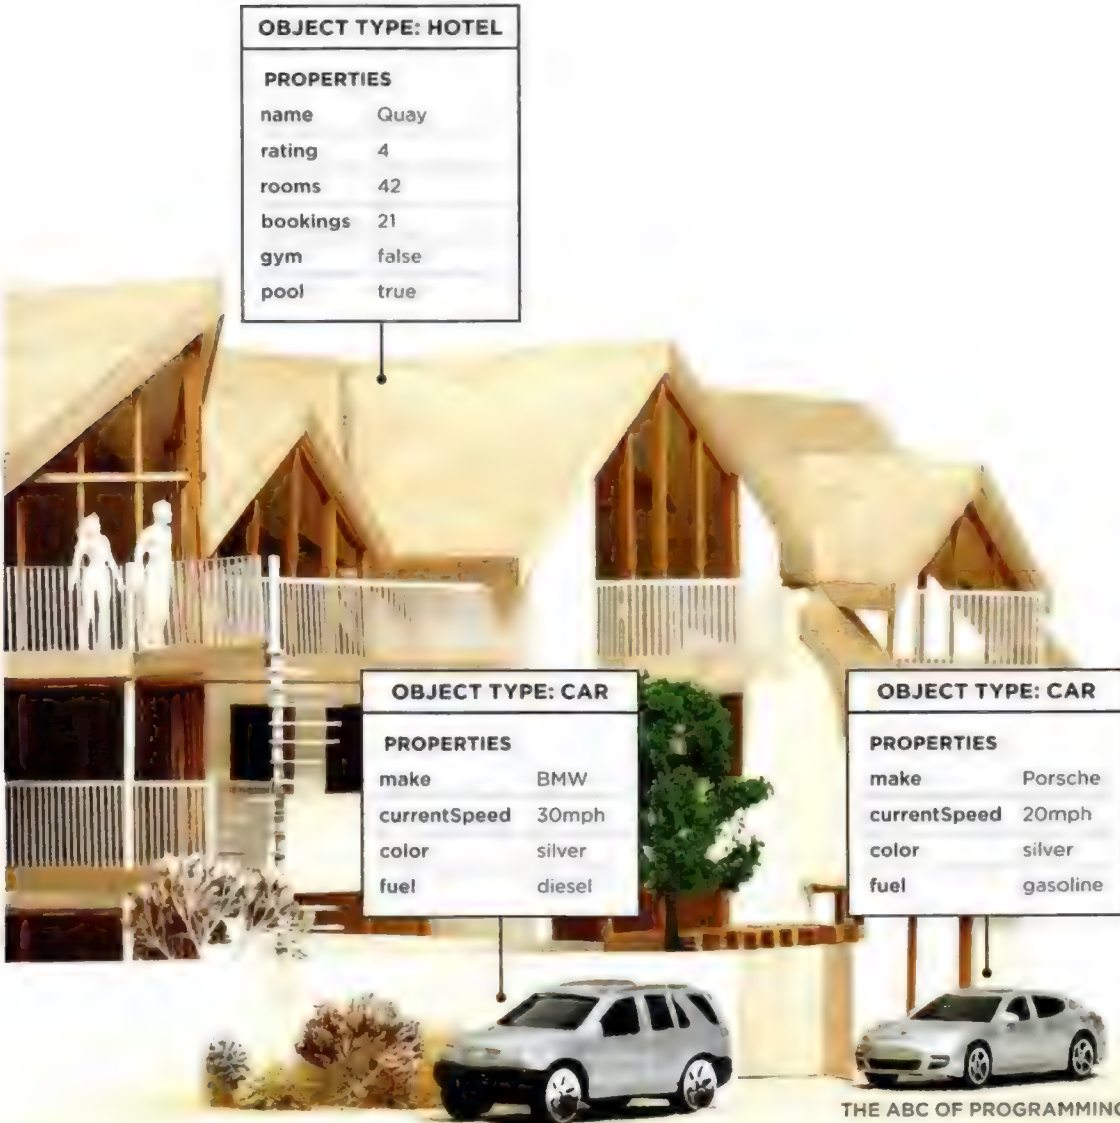 OBJECT TYPE: HOTEL
PROPERTIES
name Quay
rating 4
rooms 42
bookings 21
gym false
pool true
OBJECT TYPE: CAR
PROPERTIES
make BMW
currentSpeed 30mph
color silver
fuel diesel
OBJECT TYPE: CAR
PROPERTIES
make Porsche
currentSpeed 20mph
color silver
fuel gasoline
THE ABC OF PROGRAMMING